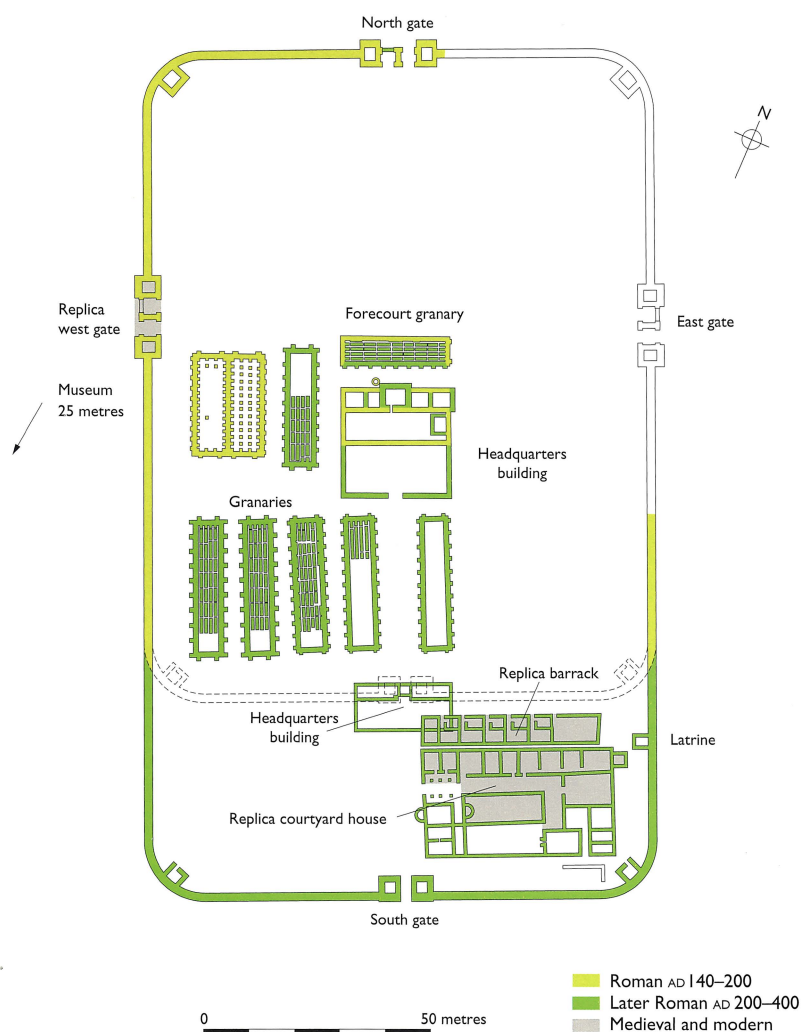 North gate
N
Replica
west gate
Forecourt granary
East gate
Museum
25 metres
Headquarters
building
Granaries
Replica barrack
Headquarters
building
Latrine
Replica courtyard house
South gate
Roman AD 140–200
Later Roman AD 200–400
Medieval and modern
0
50 metres